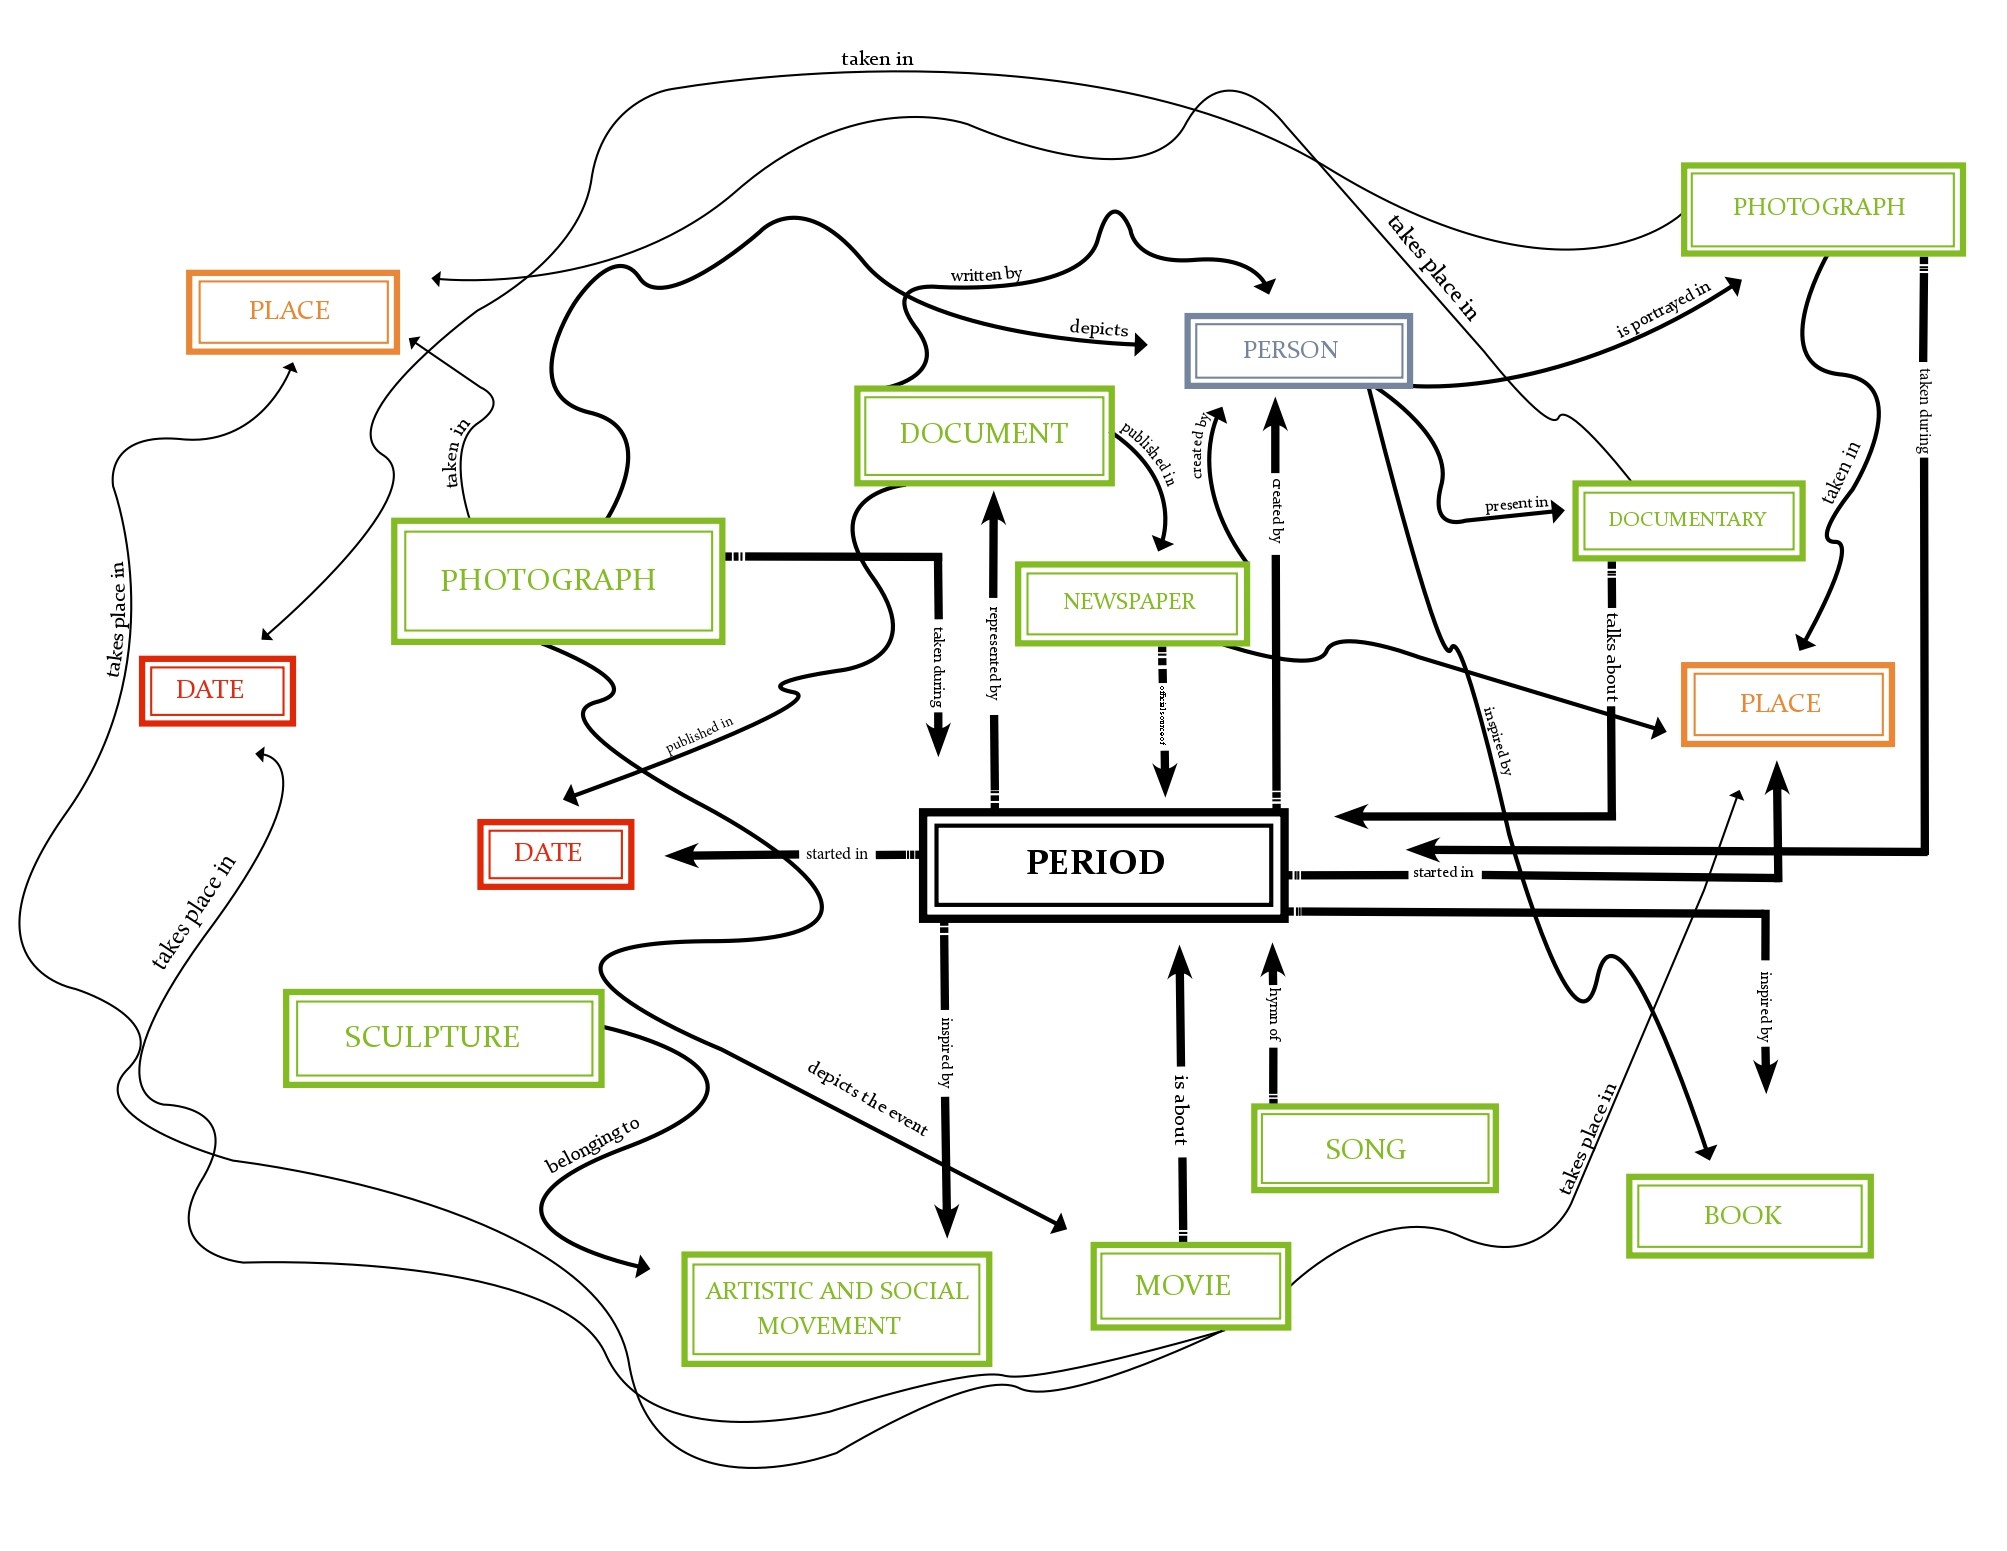 taken in
PHOTOGRAPH
takes place in
written by
PLACE
is portrayed in
depicts
PERSON
taken during
DOCUMENT
published in
created by
created by
taken in
taken in
present in
DOCUMENTARY
PHOTOGRAPH
NEWSPAPER
takes place in
taken during
represented by
talks about
DATE
official source of
PLACE
published in
inspired by
DATE
started in
PERIOD
started in
takes place in
SCULPTURE
inspired by
hymn of
inspired by
depicts the event
is about
belonging to
SONG
takes place in
BOOK
ARTISTIC AND SOCIAL
MOVEMENT
MOVIE